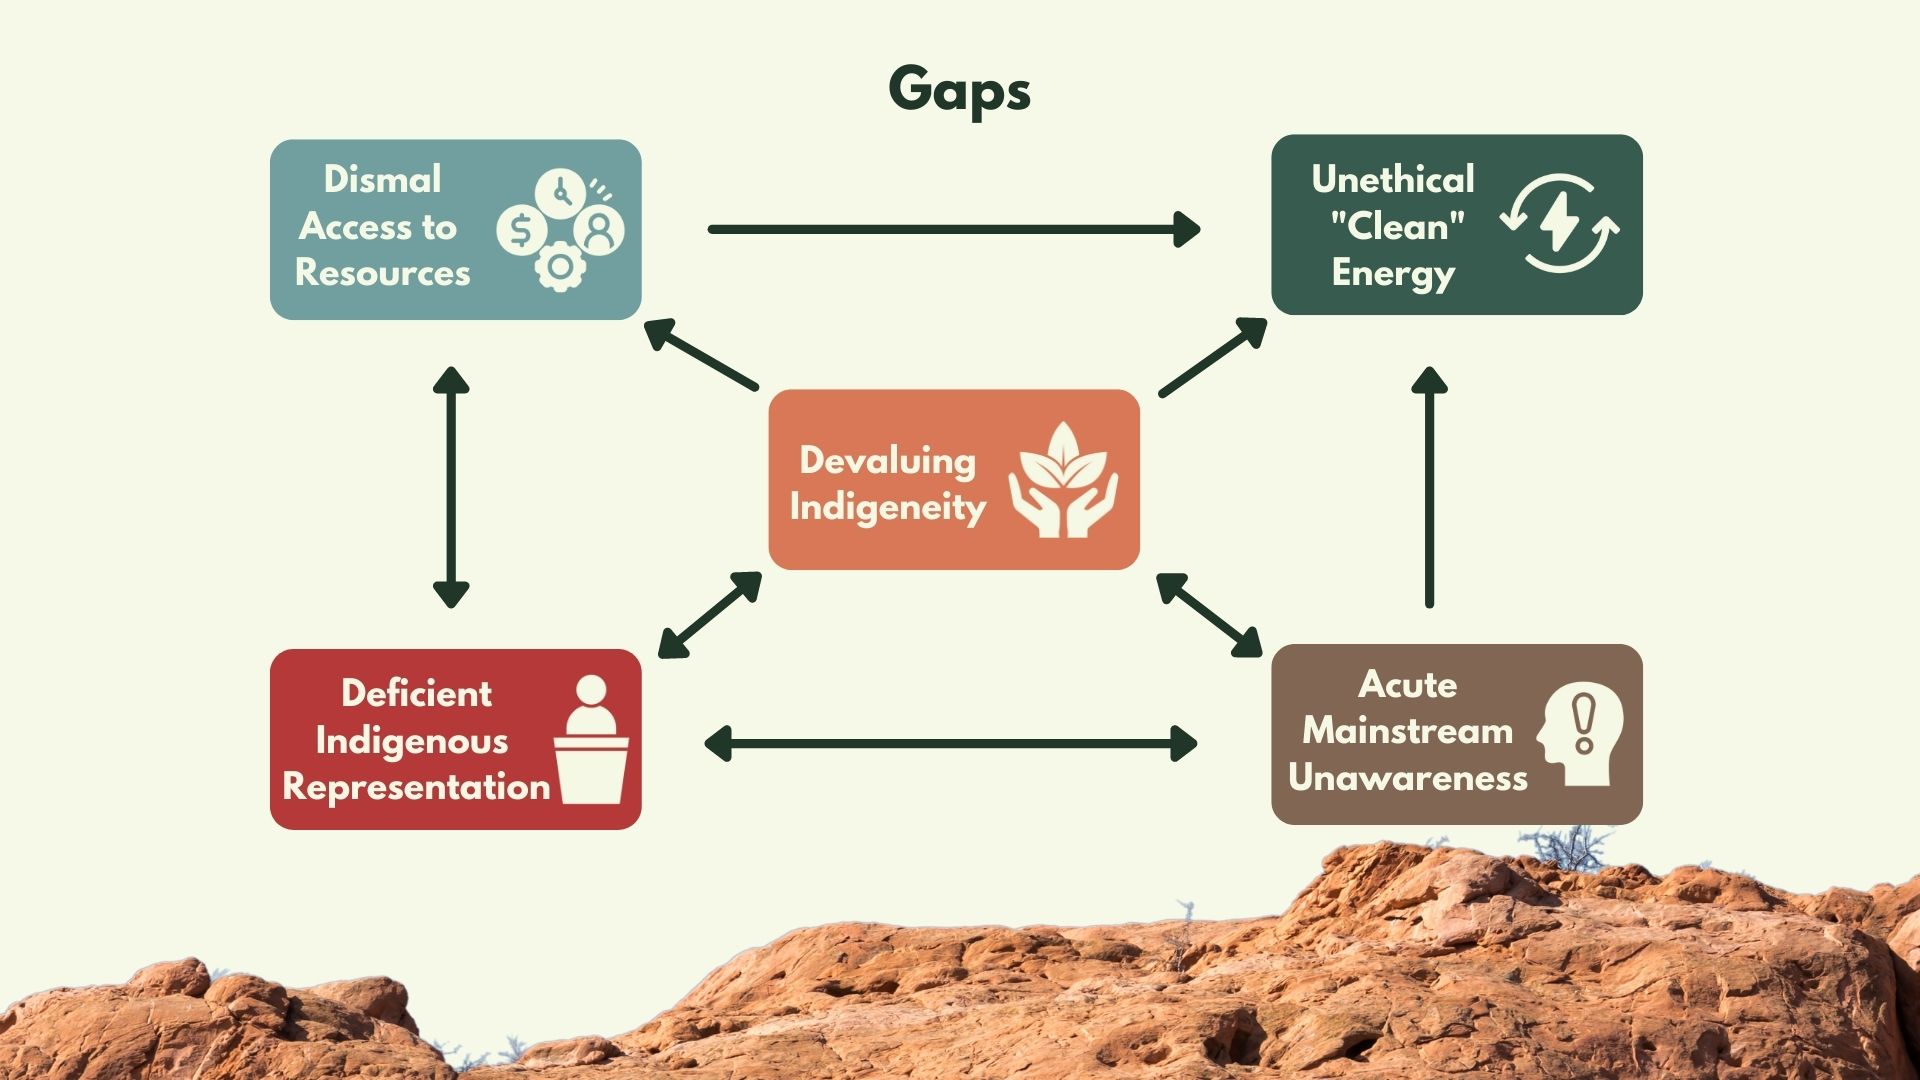 Gaps
Dismal
Access to
Resources
Unethical
"Clean"
Energy
Devaluing
Indigeneity
Deficient
Indigenous
Representation
Acute
Mainstream
Unawareness